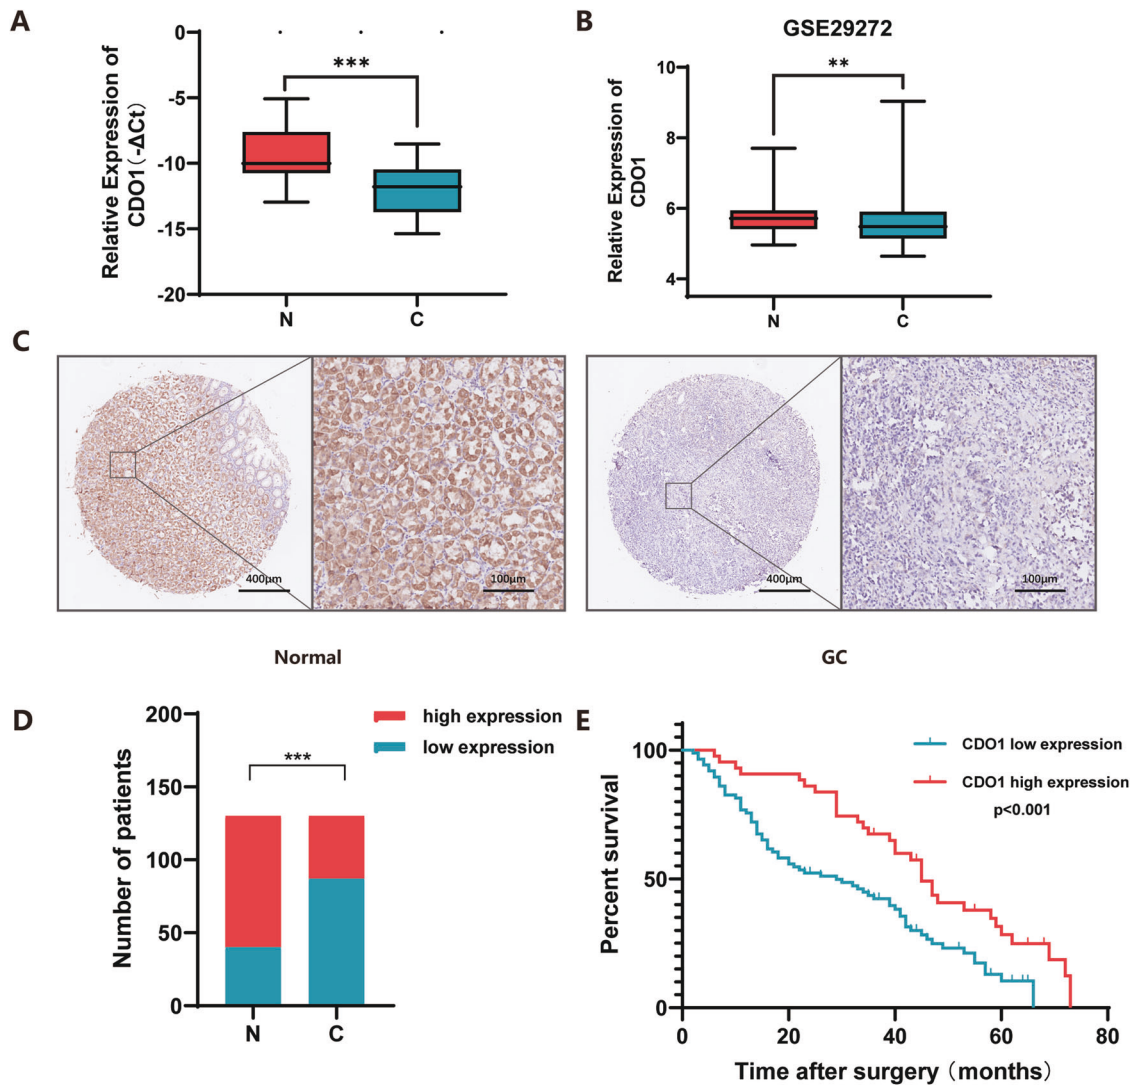 A
Relative Expression of
CDO1（-ΔCt）
0
-5
-10
-15
-20
***
N
C
B
GSE29272
Relative Expression of
CDO1
10
8
6
4
**
N
C
C
400μm
100μm
400μm
100μm
Normal
GC
D
Number of patients
200
150
100
50
0
***
N
C
high expression
low expression
E
Percent survival
100
50
0
CDO1 low expression
CDO1 high expression
p<0.001
0
20
40
60
80
Time after surgery（months）